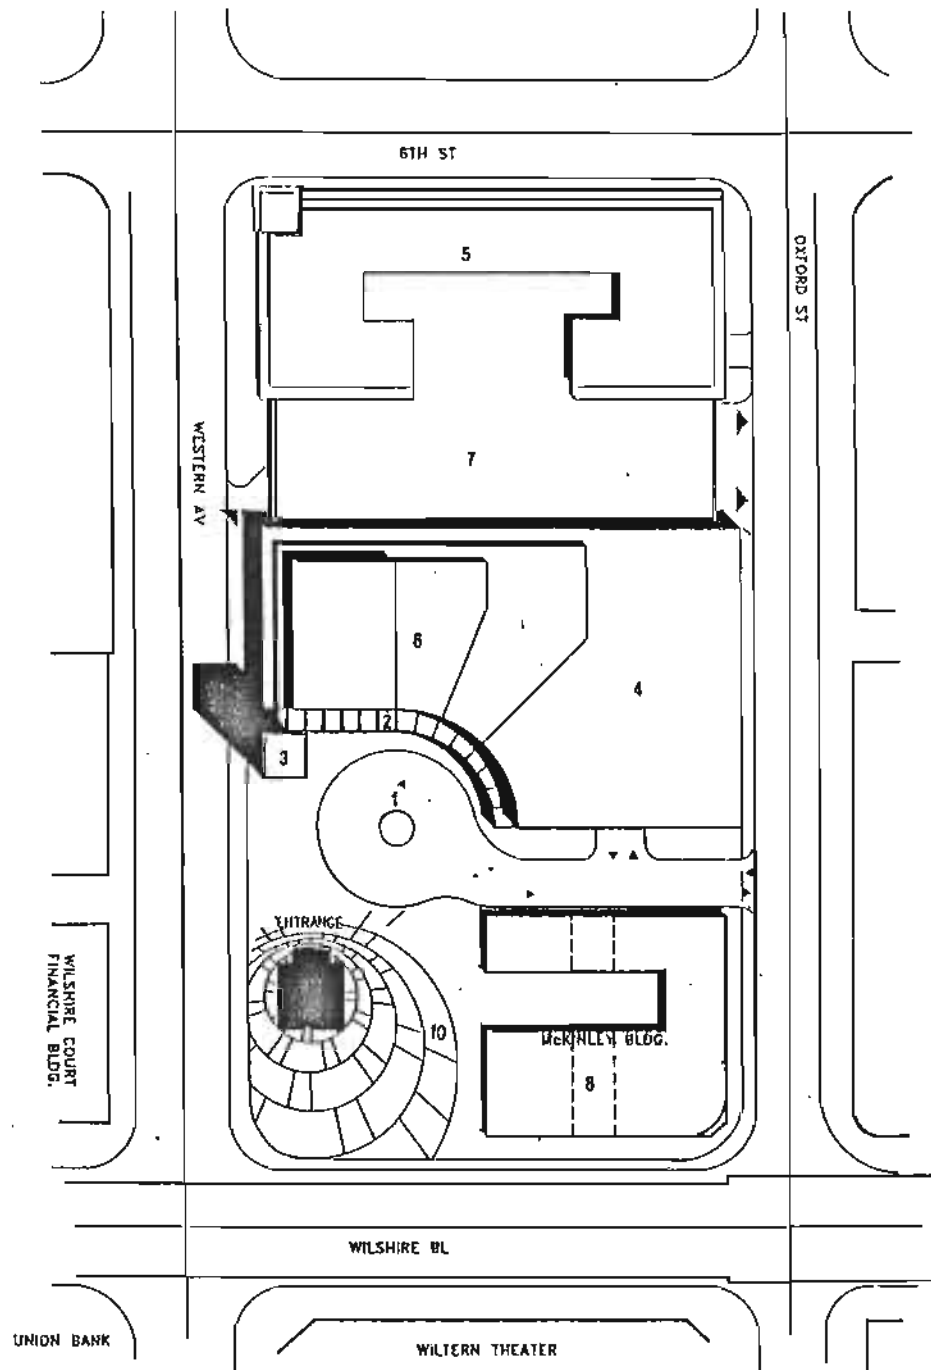 6TH ST
OXFORD ST
5
WESTERN AV
7
6
4
2
3
1
ENTRANCE
WILSHIRE COURT
FINANCIAL BLDG.
10
McKINLEY BLDG.
8
WILSHIRE BL
UNION BANK
WILTERN THEATER